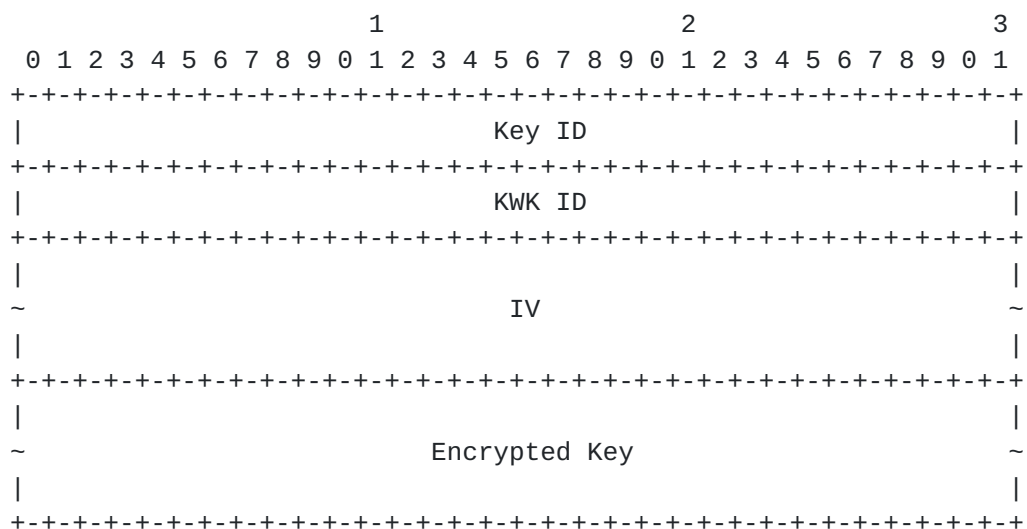 1                   2                   3
 0 1 2 3 4 5 6 7 8 9 0 1 2 3 4 5 6 7 8 9 0 1 2 3 4 5 6 7 8 9 0 1
+-+-+-+-+-+-+-+-+-+-+-+-+-+-+-+-+-+-+-+-+-+-+-+-+-+-+-+-+-+-+-+-+
|                              Key ID                           |
+-+-+-+-+-+-+-+-+-+-+-+-+-+-+-+-+-+-+-+-+-+-+-+-+-+-+-+-+-+-+-+-+
|                              KWK ID                           |
+-+-+-+-+-+-+-+-+-+-+-+-+-+-+-+-+-+-+-+-+-+-+-+-+-+-+-+-+-+-+-+-+
|                                                               |
~                               IV                              ~
|                                                               |
+-+-+-+-+-+-+-+-+-+-+-+-+-+-+-+-+-+-+-+-+-+-+-+-+-+-+-+-+-+-+-+-+
|                                                               |
~                          Encrypted Key                        ~
|                                                               |
+-+-+-+-+-+-+-+-+-+-+-+-+-+-+-+-+-+-+-+-+-+-+-+-+-+-+-+-+-+-+-+-+